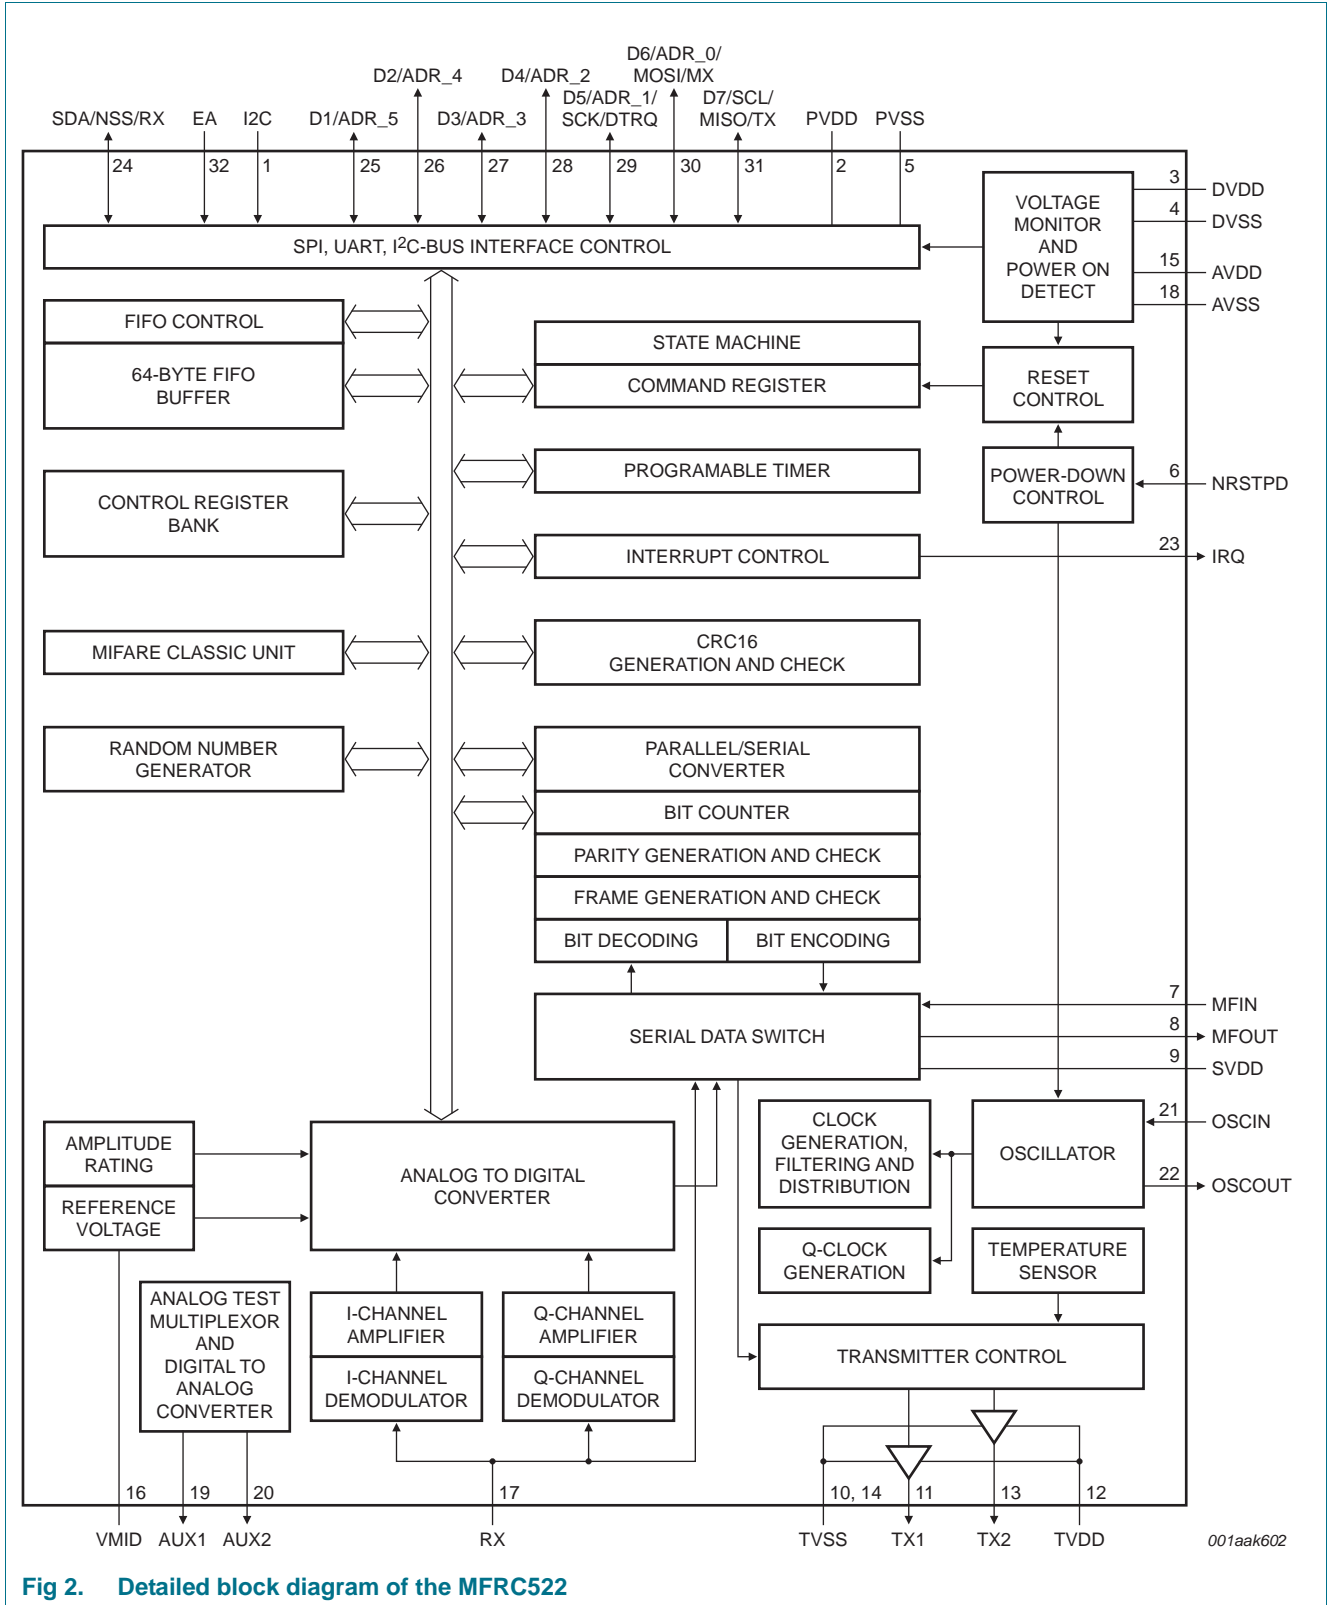 D6/ADR_0/
MOSI/MX
D2/ADR_4
D4/ADR_2
D5/ADR_1/
SCK/DTRQ
D7/SCL/
MISO/TX
SDA/NSS/RX
EA
I2C
D1/ADR_5
D3/ADR_3
PVDD
PVSS
24
32
1
25
26
27
28
29
30
31
2
5
3
DVDD
4
DVSS
15
AVDD
18
AVSS
VOLTAGE
MONITOR
AND
POWER ON
DETECT
SPI, UART, I2C-BUS INTERFACE CONTROL
FIFO CONTROL
64-BYTE FIFO
BUFFER
STATE MACHINE
COMMAND REGISTER
RESET
CONTROL
CONTROL REGISTER
BANK
PROGRAMABLE TIMER
POWER-DOWN
CONTROL
6
NRSTPD
INTERRUPT CONTROL
23
IRQ
MIFARE CLASSIC UNIT
CRC16
GENERATION AND CHECK
RANDOM NUMBER
GENERATOR
PARALLEL/SERIAL
CONVERTER
BIT COUNTER
PARITY GENERATION AND CHECK
FRAME GENERATION AND CHECK
BIT DECODING
BIT ENCODING
SERIAL DATA SWITCH
7
MFIN
8
MFOUT
9
SVDD
AMPLITUDE
RATING
REFERENCE
VOLTAGE
ANALOG TO DIGITAL
CONVERTER
CLOCK
GENERATION,
FILTERING AND
DISTRIBUTION
OSCILLATOR
21
OSCIN
22
OSCOUT
Q-CLOCK
GENERATION
TEMPERATURE
SENSOR
ANALOG TEST
MULTIPLEXOR
AND
DIGITAL TO
ANALOG
CONVERTER
I-CHANNEL
AMPLIFIER
I-CHANNEL
DEMODULATOR
Q-CHANNEL
AMPLIFIER
Q-CHANNEL
DEMODULATOR
TRANSMITTER CONTROL
16
19
20
17
10, 14
11
13
12
VMID
AUX1
AUX2
RX
TVSS
TX1
TX2
TVDD
001aak602
Fig 2. Detailed block diagram of the MFRC522